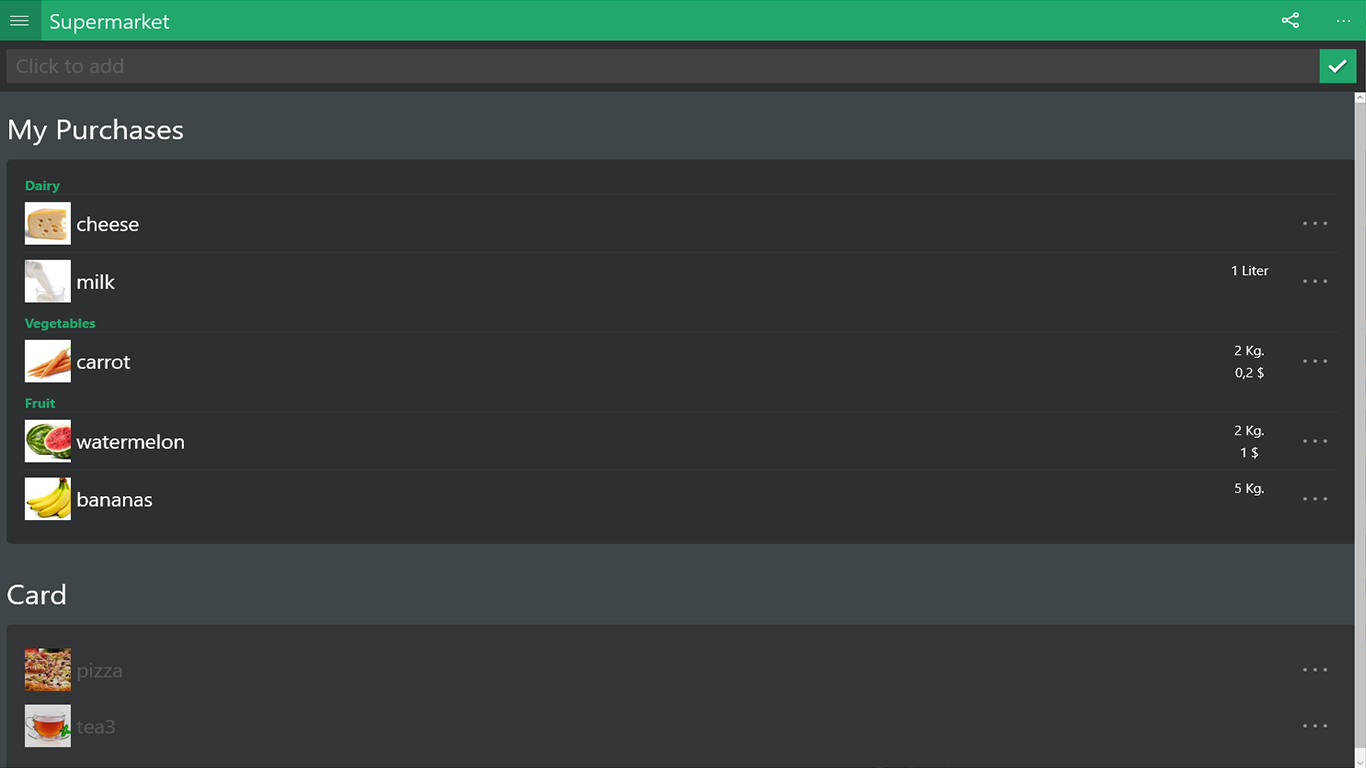 Supermarket
Click to add
My Purchases
Dairy
cheese
milk
1 Liter
Vegetables
carrot
2 Kg.
0,2 $
Fruit
watermelon
2 Kg.
1 $
bananas
5 Kg.
Card
pizza
tea3